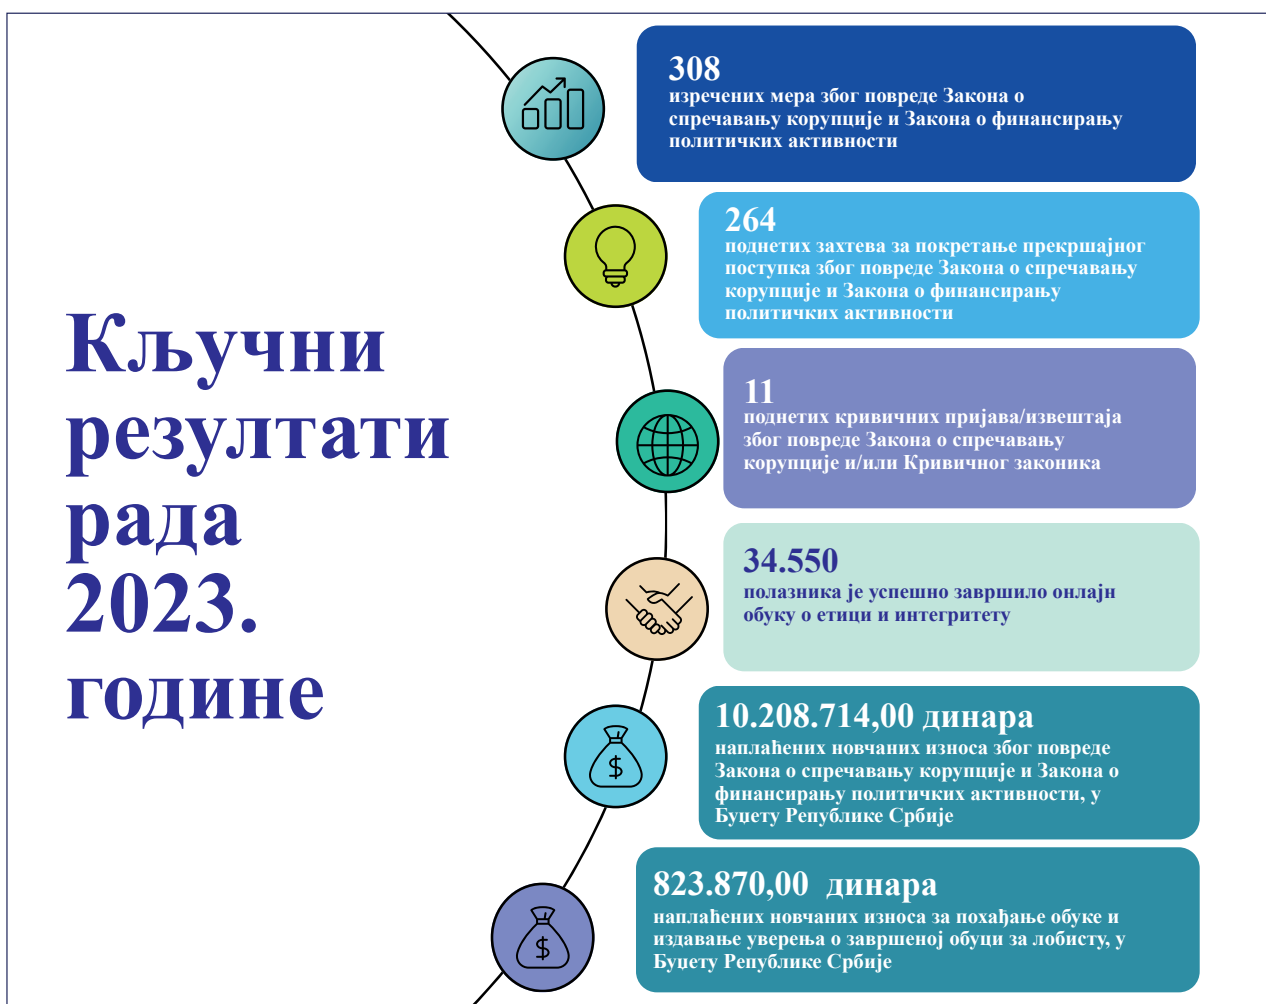 Кључни
резултати
рада
2023.
године
308
изречених мера због повреде Закона о
спречавању корупције и Закона о финансирању
политичких активности
264
поднетих захтева за покретање прекршајног
поступка због повреде Закона о спречавању
корупције и Закона о финансирању
политичких активности
11
поднетих кривичних пријава/извештаја
због повреде Закона о спречавању
корупције и/или Кривичног законика
34.550
полазника је успешно завршило онлајн
обуку о етици и интегритету
10.208.714,00 динара
наплаћених новчаних износа због повреде
Закона о спречавању корупције и Закона о
финансирању политичких активности, у
Буџету Републике Србије
823.870,00 динара
наплаћених новчаних износа за похађање обуке и
издавање уверења о завршеној обуци за лобисту, у
Буџету Републике Србије